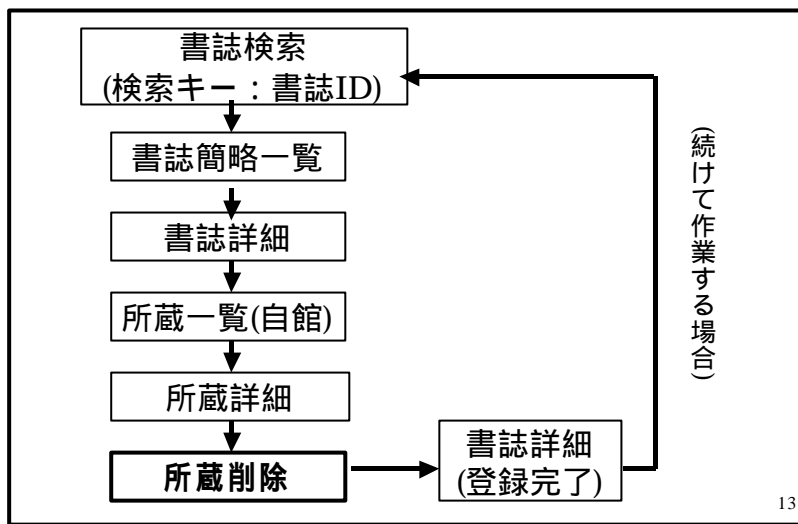 書誌検索
(検索キー：書誌ID)
書誌簡略一覧
書誌詳細
所蔵一覧(自館)
所蔵詳細
所蔵削除
書誌詳細
(登録完了)
(続けて作業する場合)
13